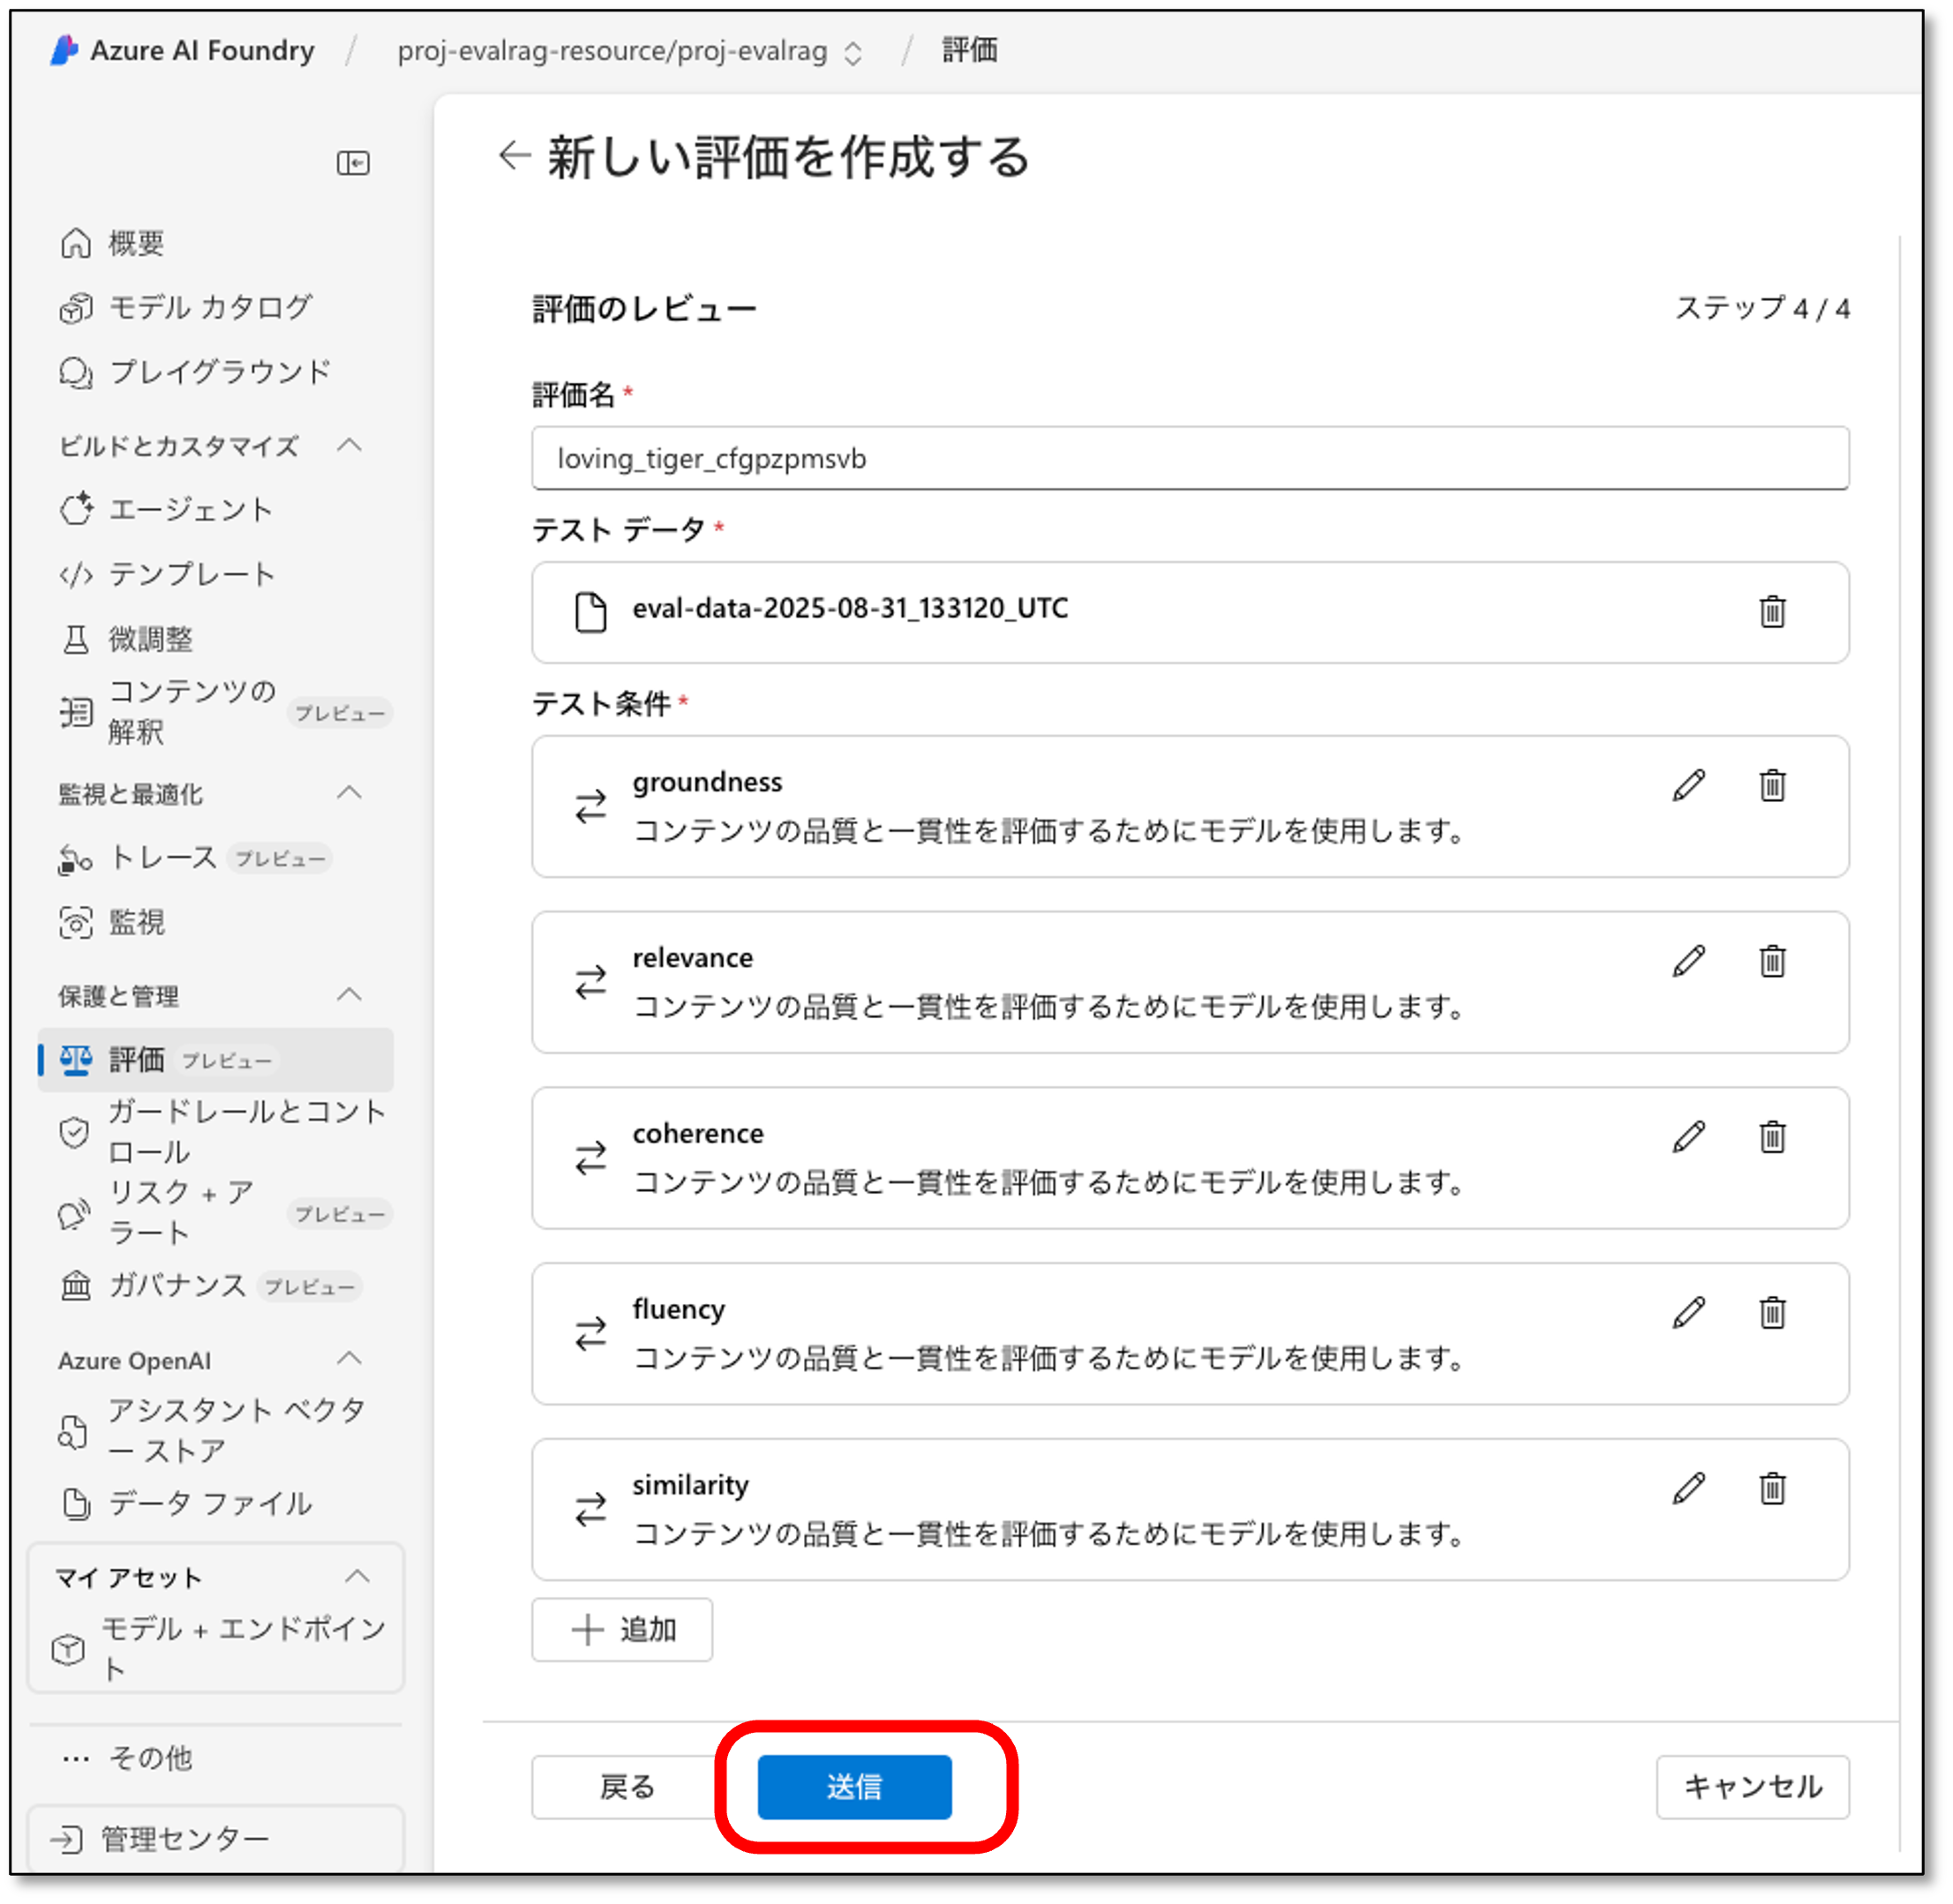 Azure AI Foundry / proj-evalrag-resource/proj-evalrag / 評価
概要
モデル カタログ
プレイグラウンド
ビルドとカスタマイズ
エージェント
テンプレート
微調整
コンテンツの
解釈
プレビュー
監視と最適化
トレース プレビュー
監視
保護と管理
評価 プレビュー
ガードレールとコント
ロール
リスク + ア
ラート
プレビュー
ガバナンス プレビュー
Azure OpenAI
アシスタント ベクタ
ー ストア
データ ファイル
マイ アセット
モデル + エンドポイン
ト
… その他
管理センター
← 新しい評価を作成する
評価のレビュー
ステップ 4 / 4
評価名 *
loving_tiger_cfgpzpmsvb
テスト データ *
eval-data-2025-08-31_133120_UTC
テスト条件 *
groundness
コンテンツの品質と一貫性を評価するためにモデルを使用します。
relevance
コンテンツの品質と一貫性を評価するためにモデルを使用します。
coherence
コンテンツの品質と一貫性を評価するためにモデルを使用します。
fluency
コンテンツの品質と一貫性を評価するためにモデルを使用します。
similarity
コンテンツの品質と一貫性を評価するためにモデルを使用します。
+ 追加
戻る
送信
キャンセル